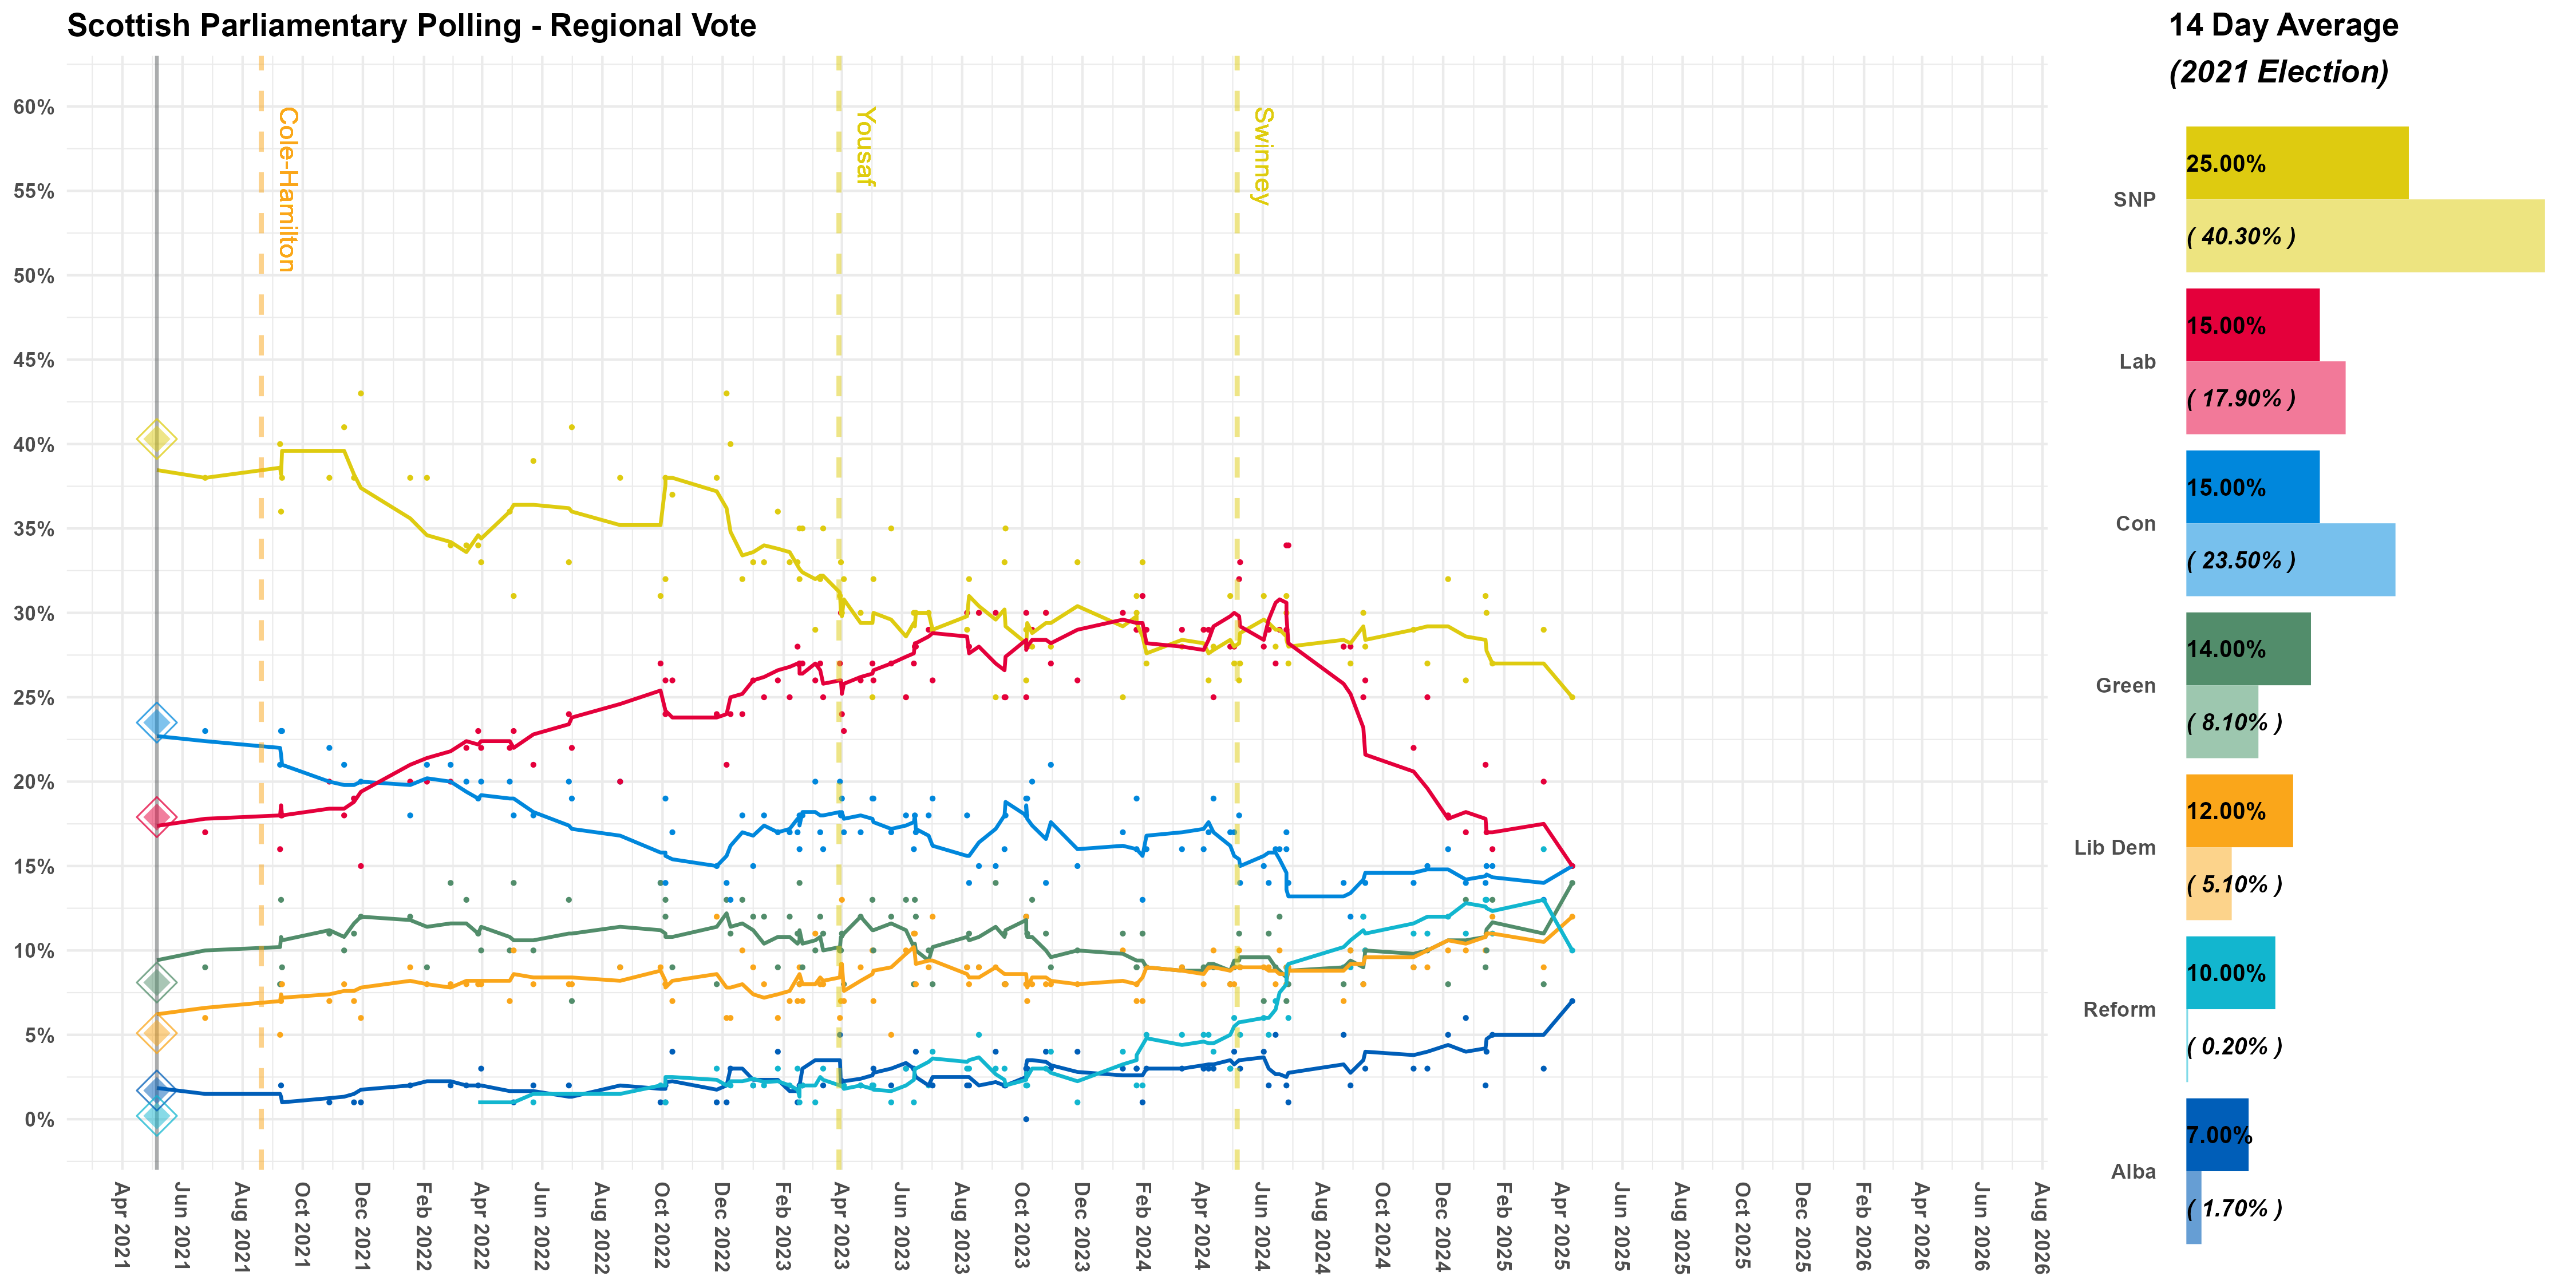 Scottish Parliamentary Polling - Regional Vote
14 Day Average
(2021 Election)
60%
55%
50%
45%
40%
35%
30%
25%
20%
15%
10%
5%
0%
Cole-Hamilton
Yousaf
Swinney
Apr 2021
Jun 2021
Aug 2021
Oct 2021
Dec 2021
Feb 2022
Apr 2022
Jun 2022
Aug 2022
Oct 2022
Dec 2022
Feb 2023
Apr 2023
Jun 2023
Aug 2023
Oct 2023
Dec 2023
Feb 2024
Apr 2024
Jun 2024
Aug 2024
Oct 2024
Dec 2024
Feb 2025
Apr 2025
Jun 2025
Aug 2025
Oct 2025
Dec 2025
Feb 2026
Apr 2026
Jun 2026
Aug 2026
SNP
25.00%
( 40.30% )
Lab
15.00%
( 17.90% )
Con
15.00%
( 23.50% )
Green
14.00%
( 8.10% )
Lib Dem
12.00%
( 5.10% )
Reform
10.00%
( 0.20% )
Alba
7.00%
( 1.70% )